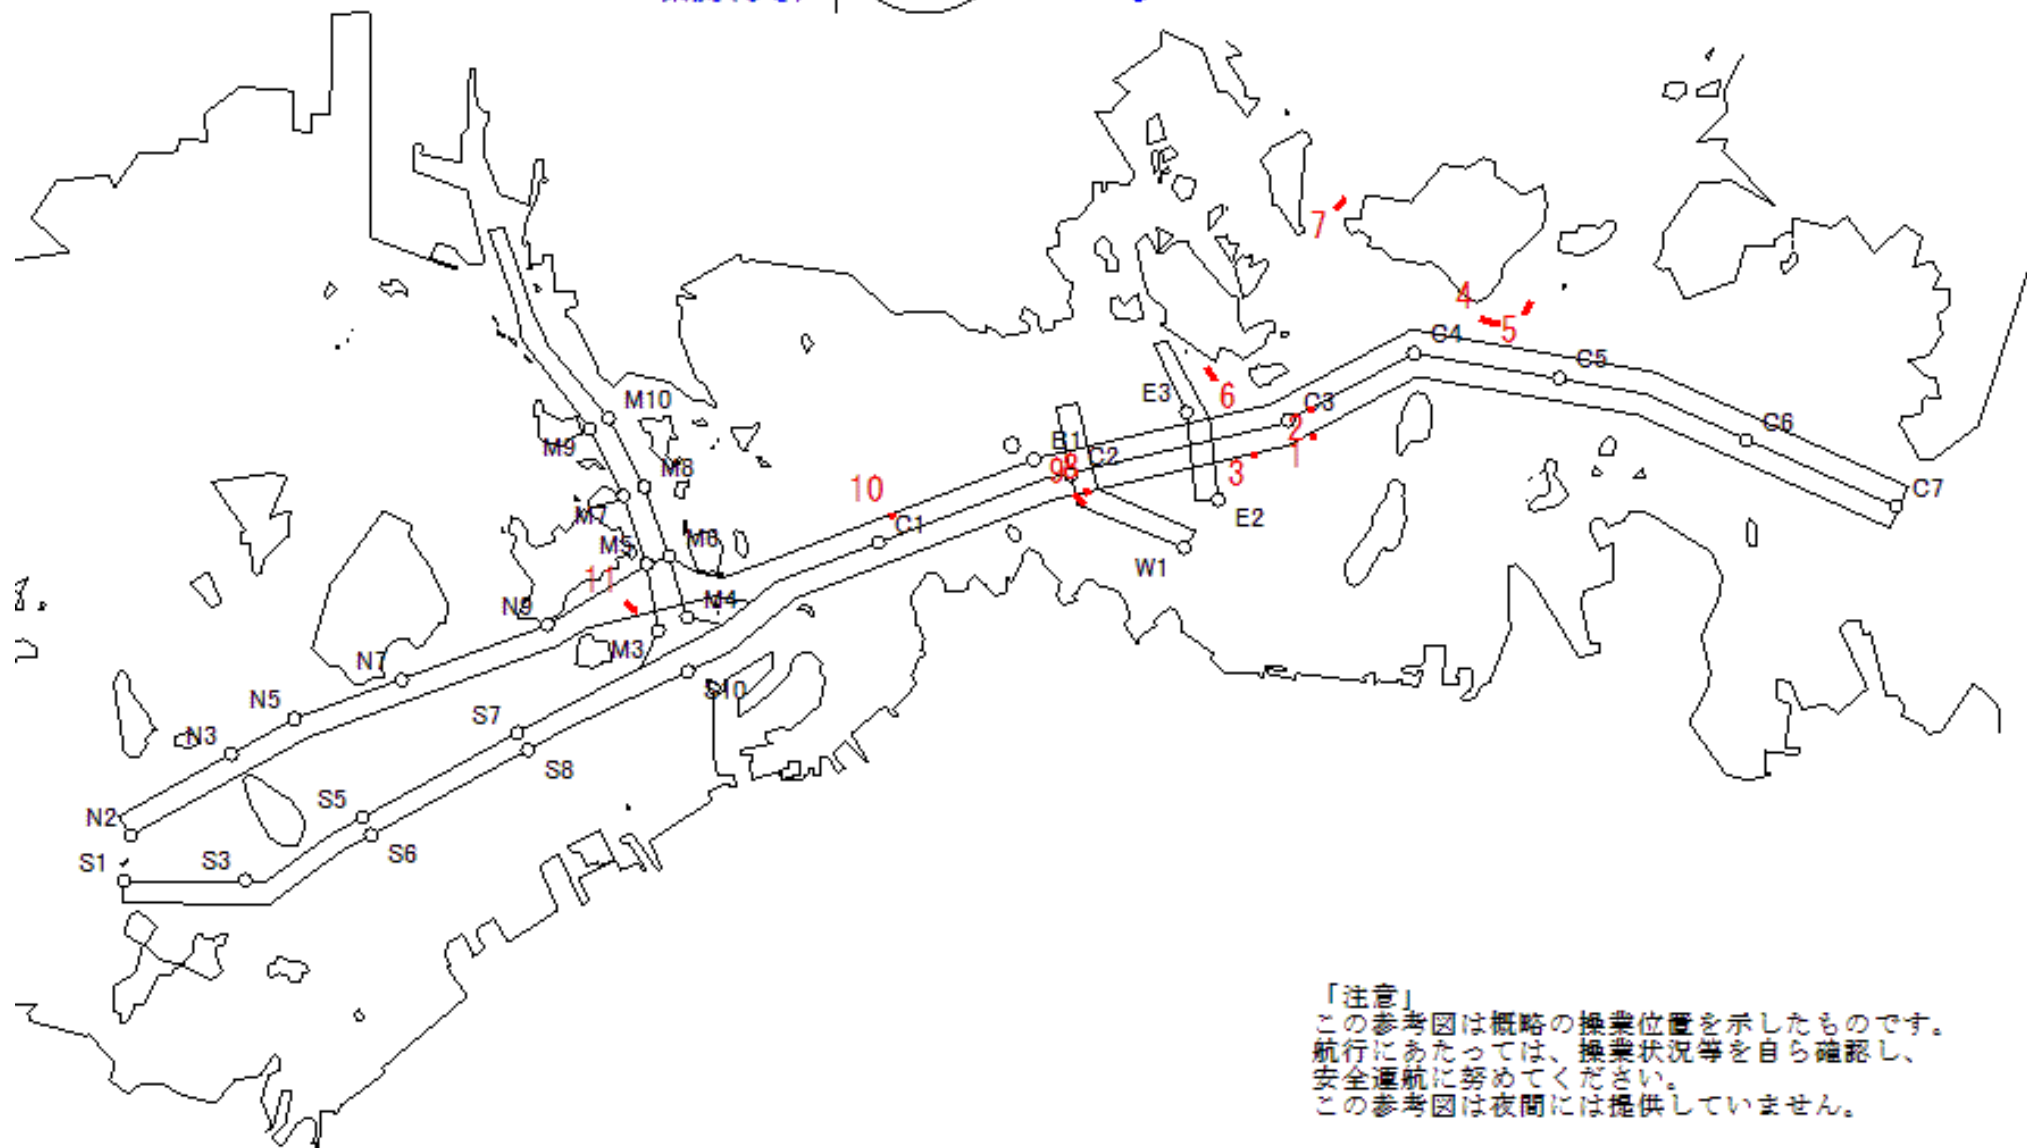 7
4
C4
5
C5
E3
6
C3
M10
C6
2
M9
B1
C2
1
M8
98
3
C7
10
M7
E2
C1
M5
M6
W1
11
N9
M4
M3
N7
S10
N5
S7
N3
S8
S5
N2
S6
S1
S3
「注意」
この参考図は概略の操業位置を示したものです。
航行にあたっては、操業状況等を自ら確認し、
安全運航に努めてください。
この参考図は夜間には提供していません。